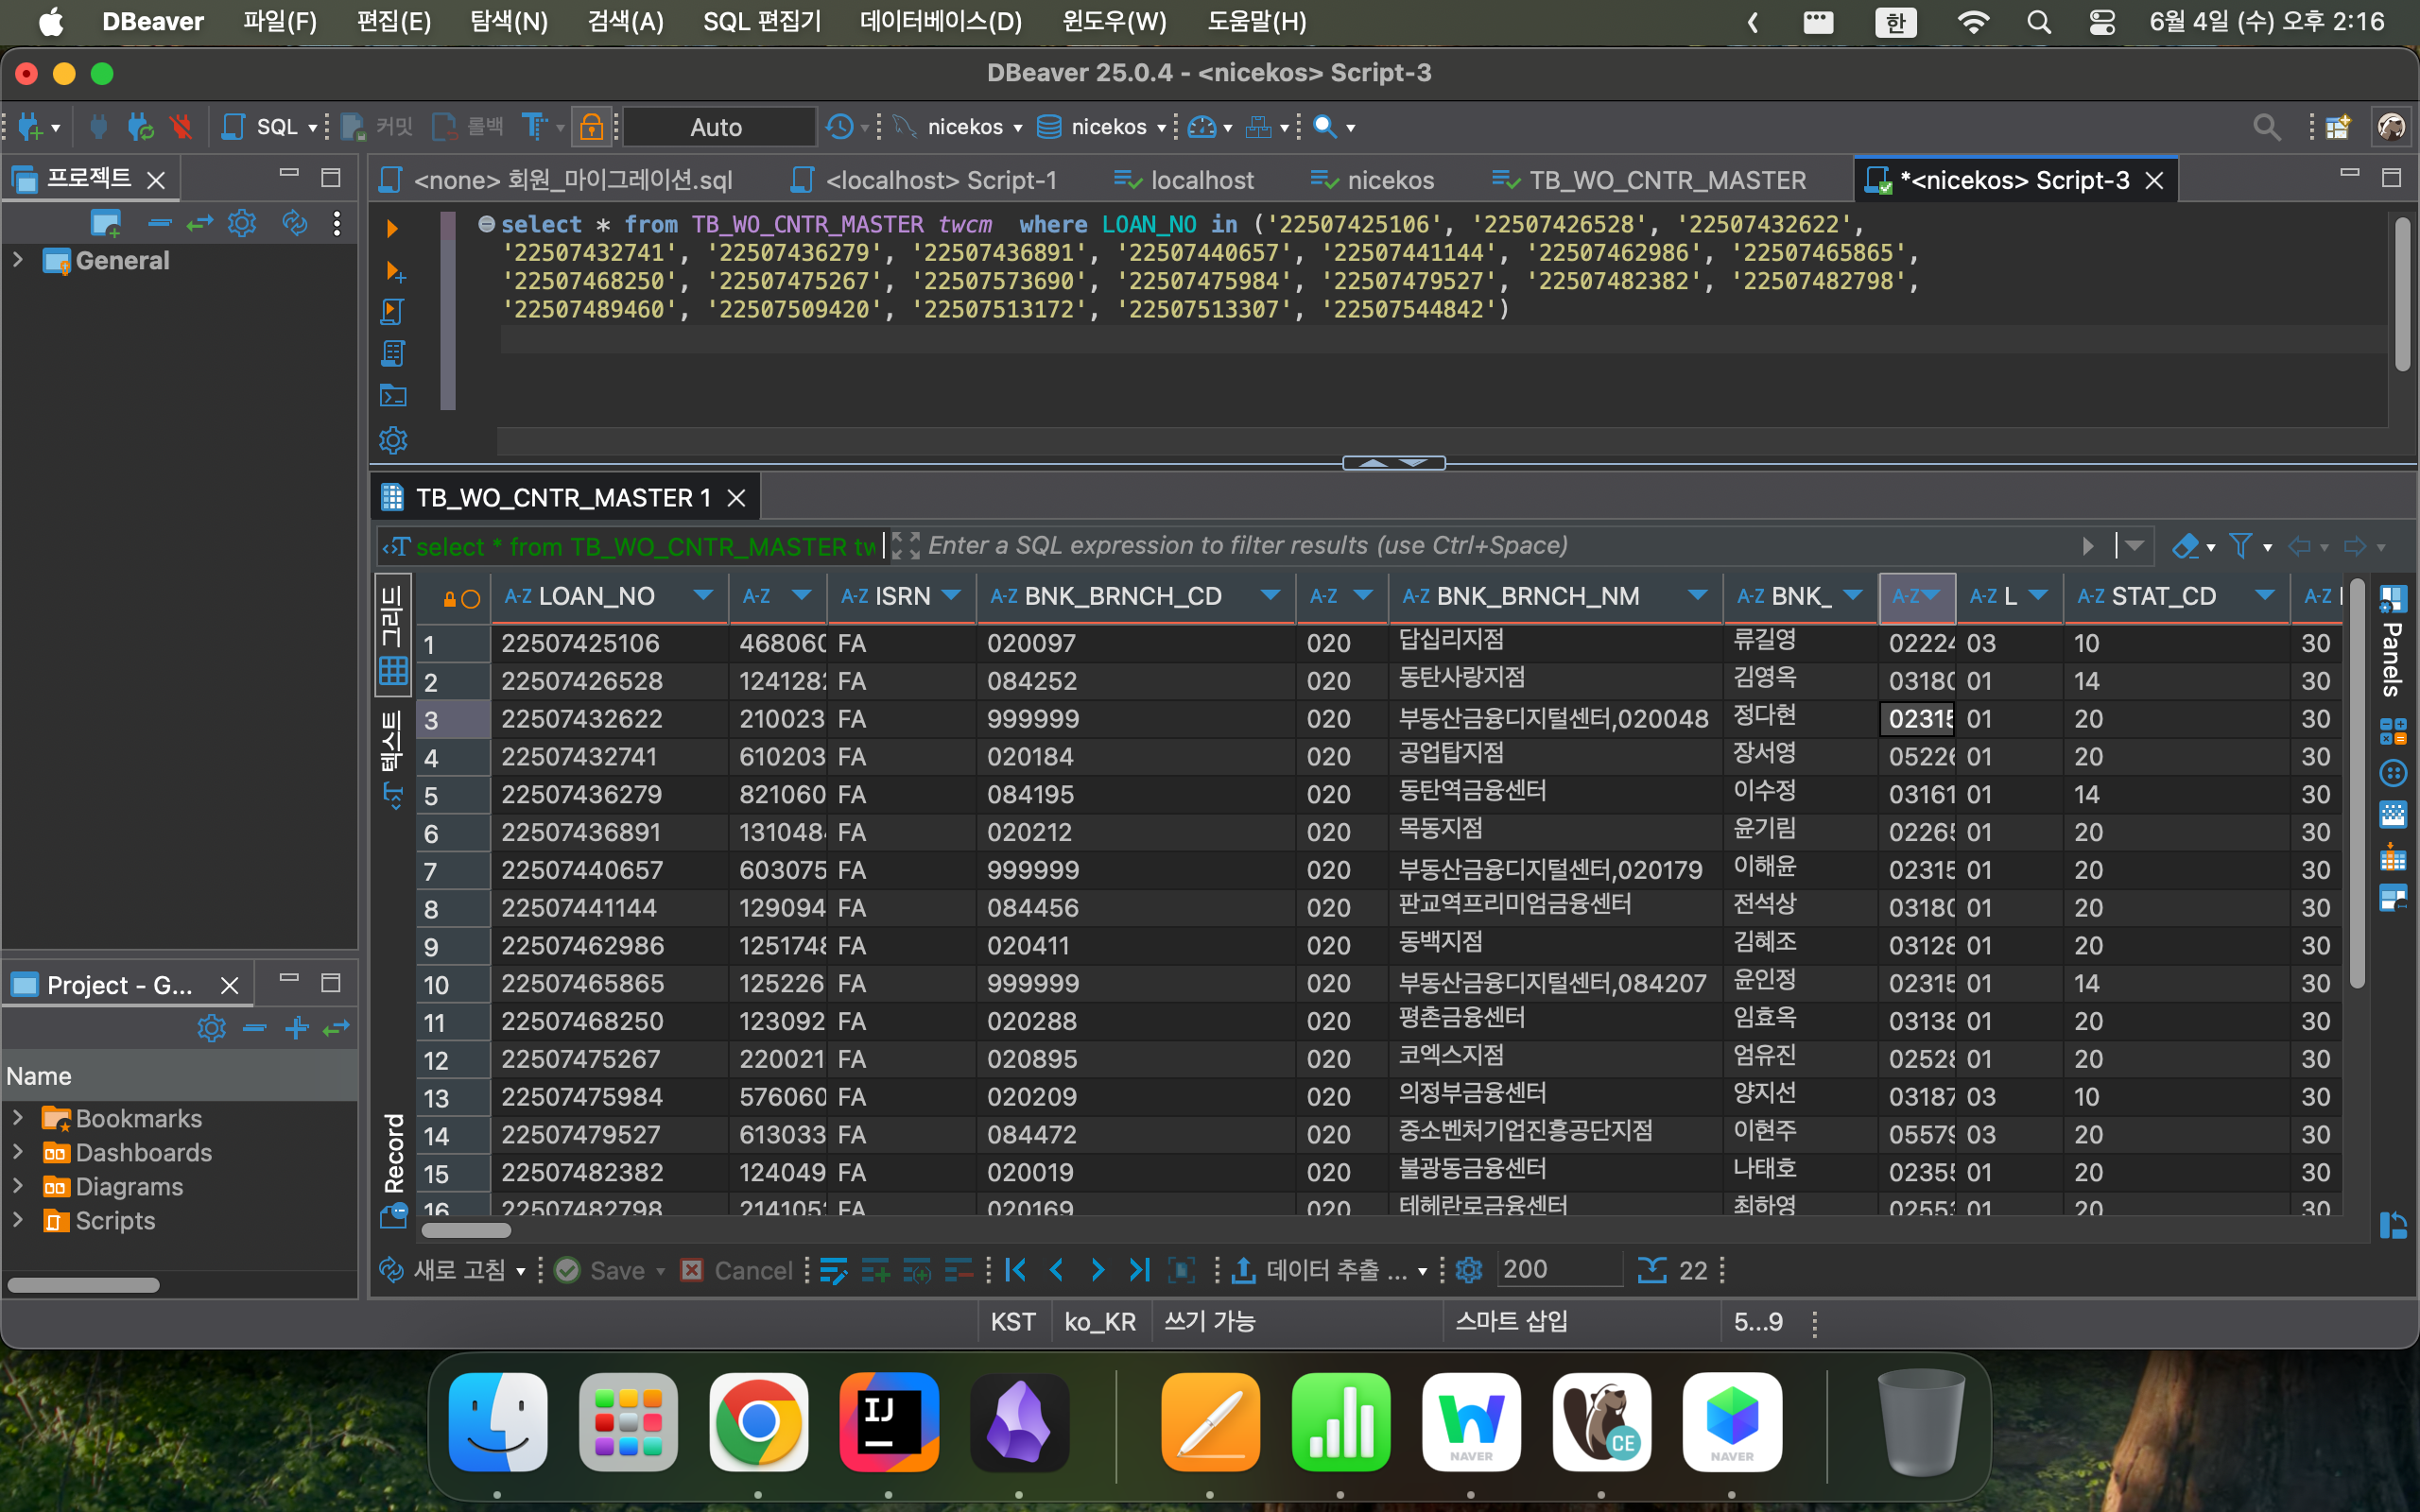 DBeaver 파일(F) 편집(E) 탐색(N) 검색(A) SQL 편집기 데이터베이스(D) 윈도우(W) 도움말(H) 한 6월 4일 (수) 오후 2:16
DBeaver 25.0.4 - <nicekos> Script-3
SQL 커밋 롤백 Auto nicekos nicekos
프로젝트
<none> 회원_마이그레이션.sql <localhost> Script-1 localhost nicekos TB_WO_CNTR_MASTER *<nicekos> Script-3
General
select * from TB_WO_CNTR_MASTER twcm where LOAN_NO in ('22507425106', '22507426528', '22507432622',
'22507432741', '22507436279', '22507436891', '22507440657', '22507441144', '22507462986', '22507465865',
'22507468250', '22507475267', '22507573690', '22507475984', '22507479527', '22507482382', '22507482798',
'22507489460', '22507509420', '22507513172', '22507513307', '22507544842')
TB_WO_CNTR_MASTER 1
select * from TB_WO_CNTR_MASTER tw Enter a SQL expression to filter results (use Ctrl+Space)
그리드
텍스트
Record
Panels
A-Z LOAN_NO A-Z A-Z ISRN A-Z BNK_BRNCH_CD A-Z A-Z BNK_BRNCH_NM A-Z BNK_ A-Z A-Z L A-Z STAT_CD A-Z
1 22507425106 468060 FA 020097 020 답십리지점 류길영 02224 03 10 30
2 22507426528 1241282 FA 084252 020 동탄사랑지점 김영옥 03180 01 14 30
3 22507432622 210023 FA 999999 020 부동산금융디지털센터,020048 정다현 02315 01 20 30
4 22507432741 610203 FA 020184 020 공업탑지점 장서영 05226 01 20 30
5 22507436279 821060 FA 084195 020 동탄역금융센터 이수정 03161 01 14 30
6 22507436891 1310484 FA 020212 020 목동지점 윤기림 02265 01 20 30
7 22507440657 603075 FA 999999 020 부동산금융디지털센터,020179 이해윤 02315 01 20 30
8 22507441144 129094 FA 084456 020 판교역프리미엄금융센터 전석상 03180 01 20 30
9 22507462986 1251748 FA 020411 020 동백지점 김혜조 03128 01 20 30
10 22507465865 125226 FA 999999 020 부동산금융디지털센터,084207 윤인정 02315 01 14 30
11 22507468250 123092 FA 020288 020 평촌금융센터 임효옥 03138 01 20 30
12 22507475267 220021 FA 020895 020 코엑스지점 엄유진 02528 01 20 30
13 22507475984 576060 FA 020209 020 의정부금융센터 양지선 03187 03 10 30
14 22507479527 613033 FA 084472 020 중소벤처기업진흥공단지점 이현주 05579 03 20 30
15 22507482382 124049 FA 020019 020 불광동금융센터 나태호 02355 01 20 30
16 22507482798 214105 FA 020169 020 테헤란로금융센터 최하영 02553 01 20 30
Project - G...
Name
Bookmarks
Dashboards
Diagrams
Scripts
새로 고침 Save Cancel 데이터 추출 ... 200 22
KST ko_KR 쓰기 가능 스마트 삽입 5...9
IJ
NAVER
CE
NAVER